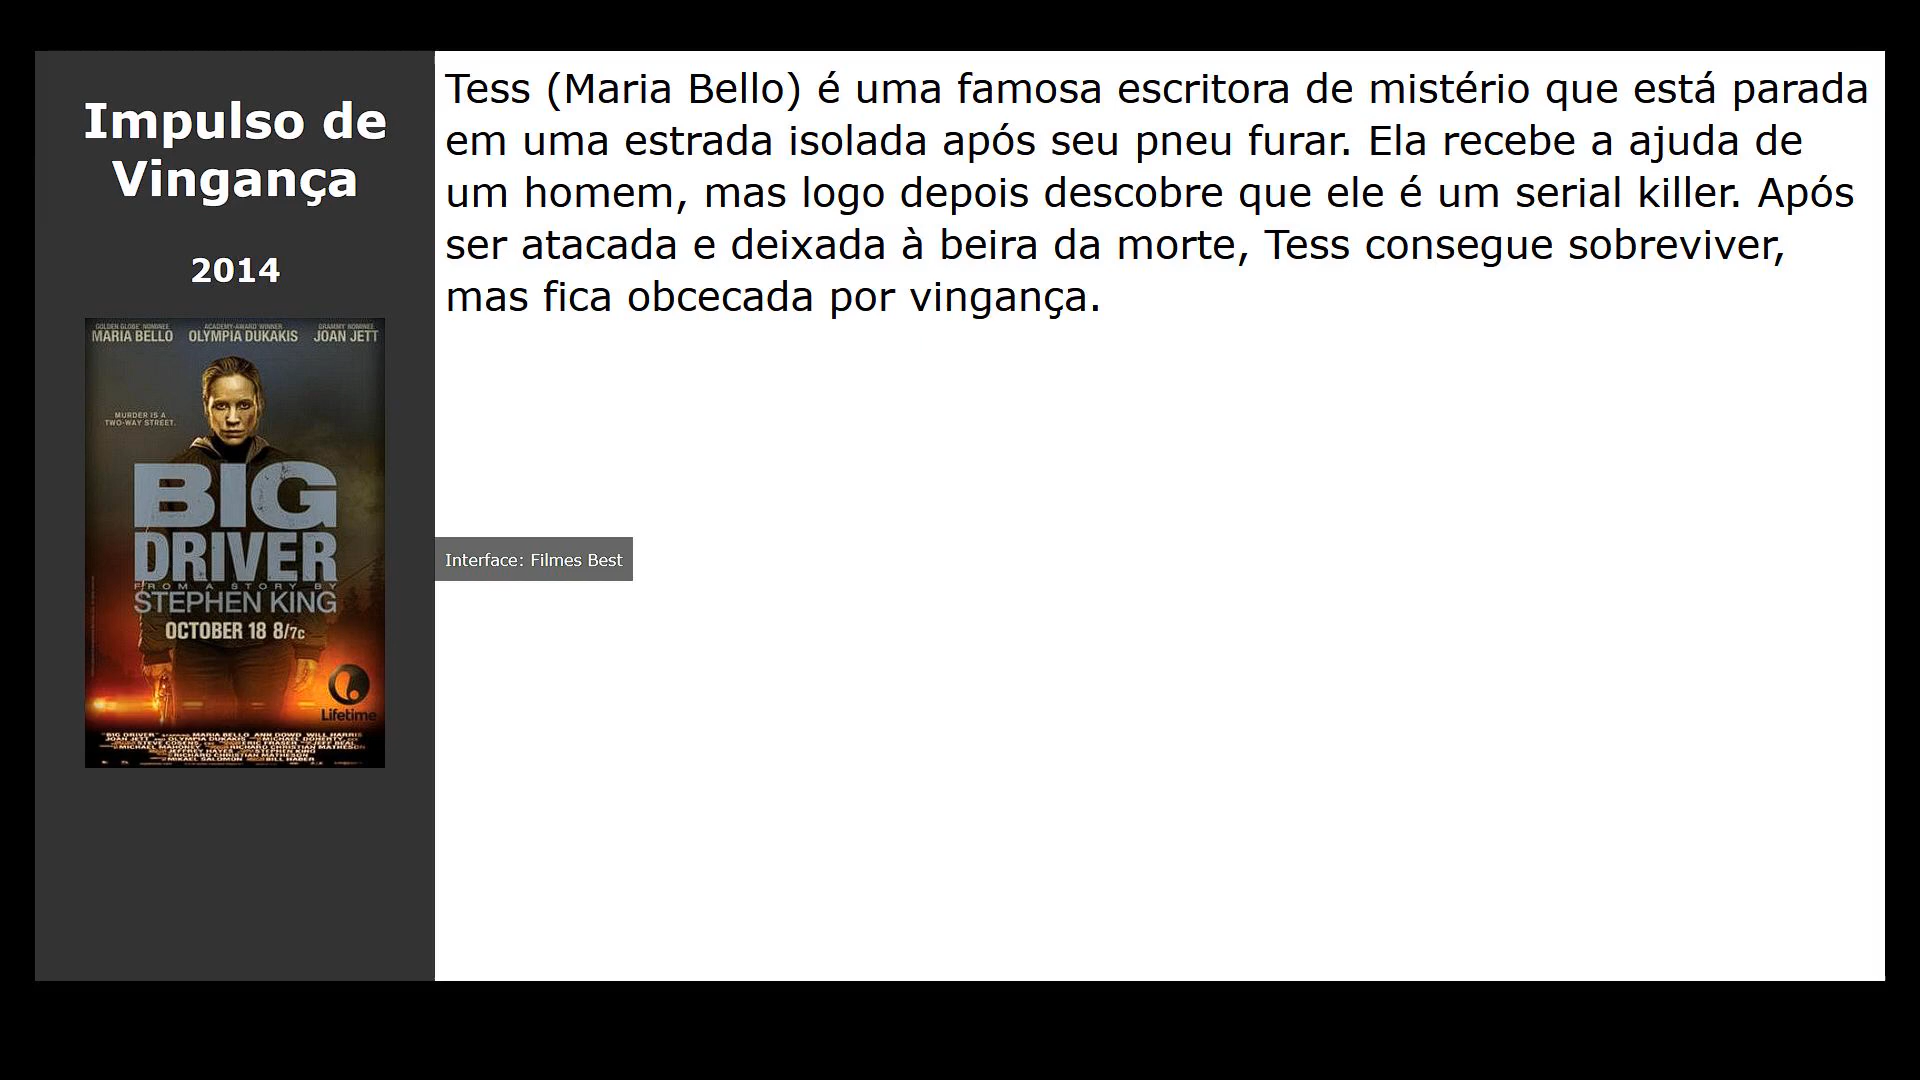 Impulso de
Vingança
2014
GOLDEN GLOBE NOMINEE
MARIA BELLO
ACADEMY-AWARD WINNER
OLYMPIA DUKAKIS
GRAMMY NOMINEE
JOAN JETT
MURDER IS A
TWO-WAY STREET.
BIG
DRIVER
FROM A STORY BY
STEPHEN KING
OCTOBER 18 8/7c
Lifetime
Tess (Maria Bello) é uma famosa escritora de mistério que está parada
em uma estrada isolada após seu pneu furar. Ela recebe a ajuda de
um homem, mas logo depois descobre que ele é um serial killer. Após
ser atacada e deixada à beira da morte, Tess consegue sobreviver,
mas fica obcecada por vingança.
Interface: Filmes Best